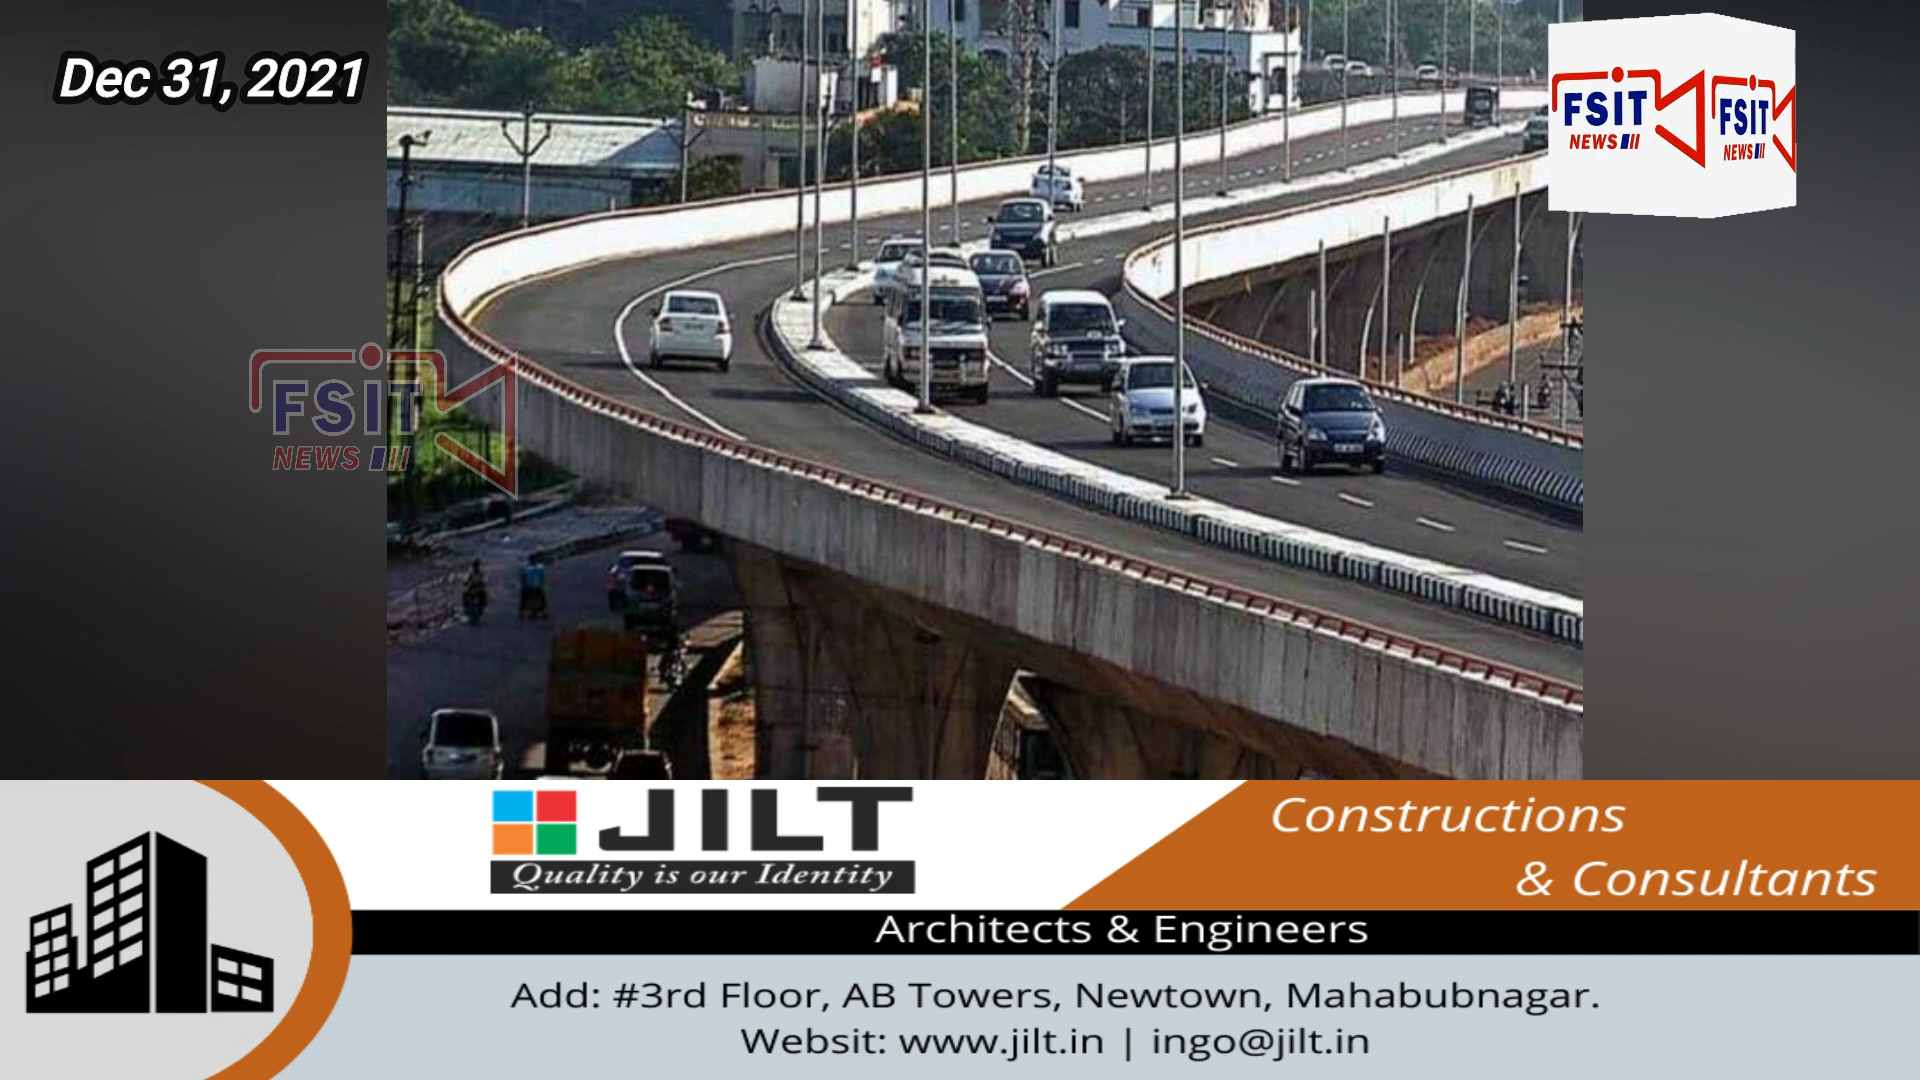 Dec 31, 2021
FSIT
NEWS
FSIT
NEWS
FSIT
NEWS
JILT
Quality is our Identity
Constructions
& Consultants
Architects & Engineers
Add: #3rd Floor, AB Towers, Newtown, Mahabubnagar.
Websit: www.jilt.in | ingo@jilt.in